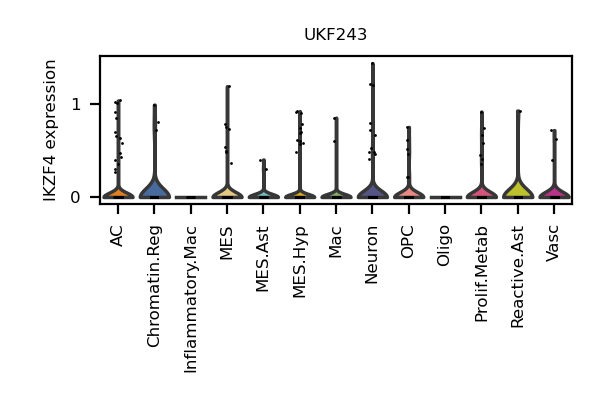 UKF243
IKZF4 expression
1
0
AC
Chromatin.Reg
Inflammatory.Mac
MES
MES.Ast
MES.Hyp
Mac
Neuron
OPC
Oligo
Prolif.Metab
Reactive.Ast
Vasc